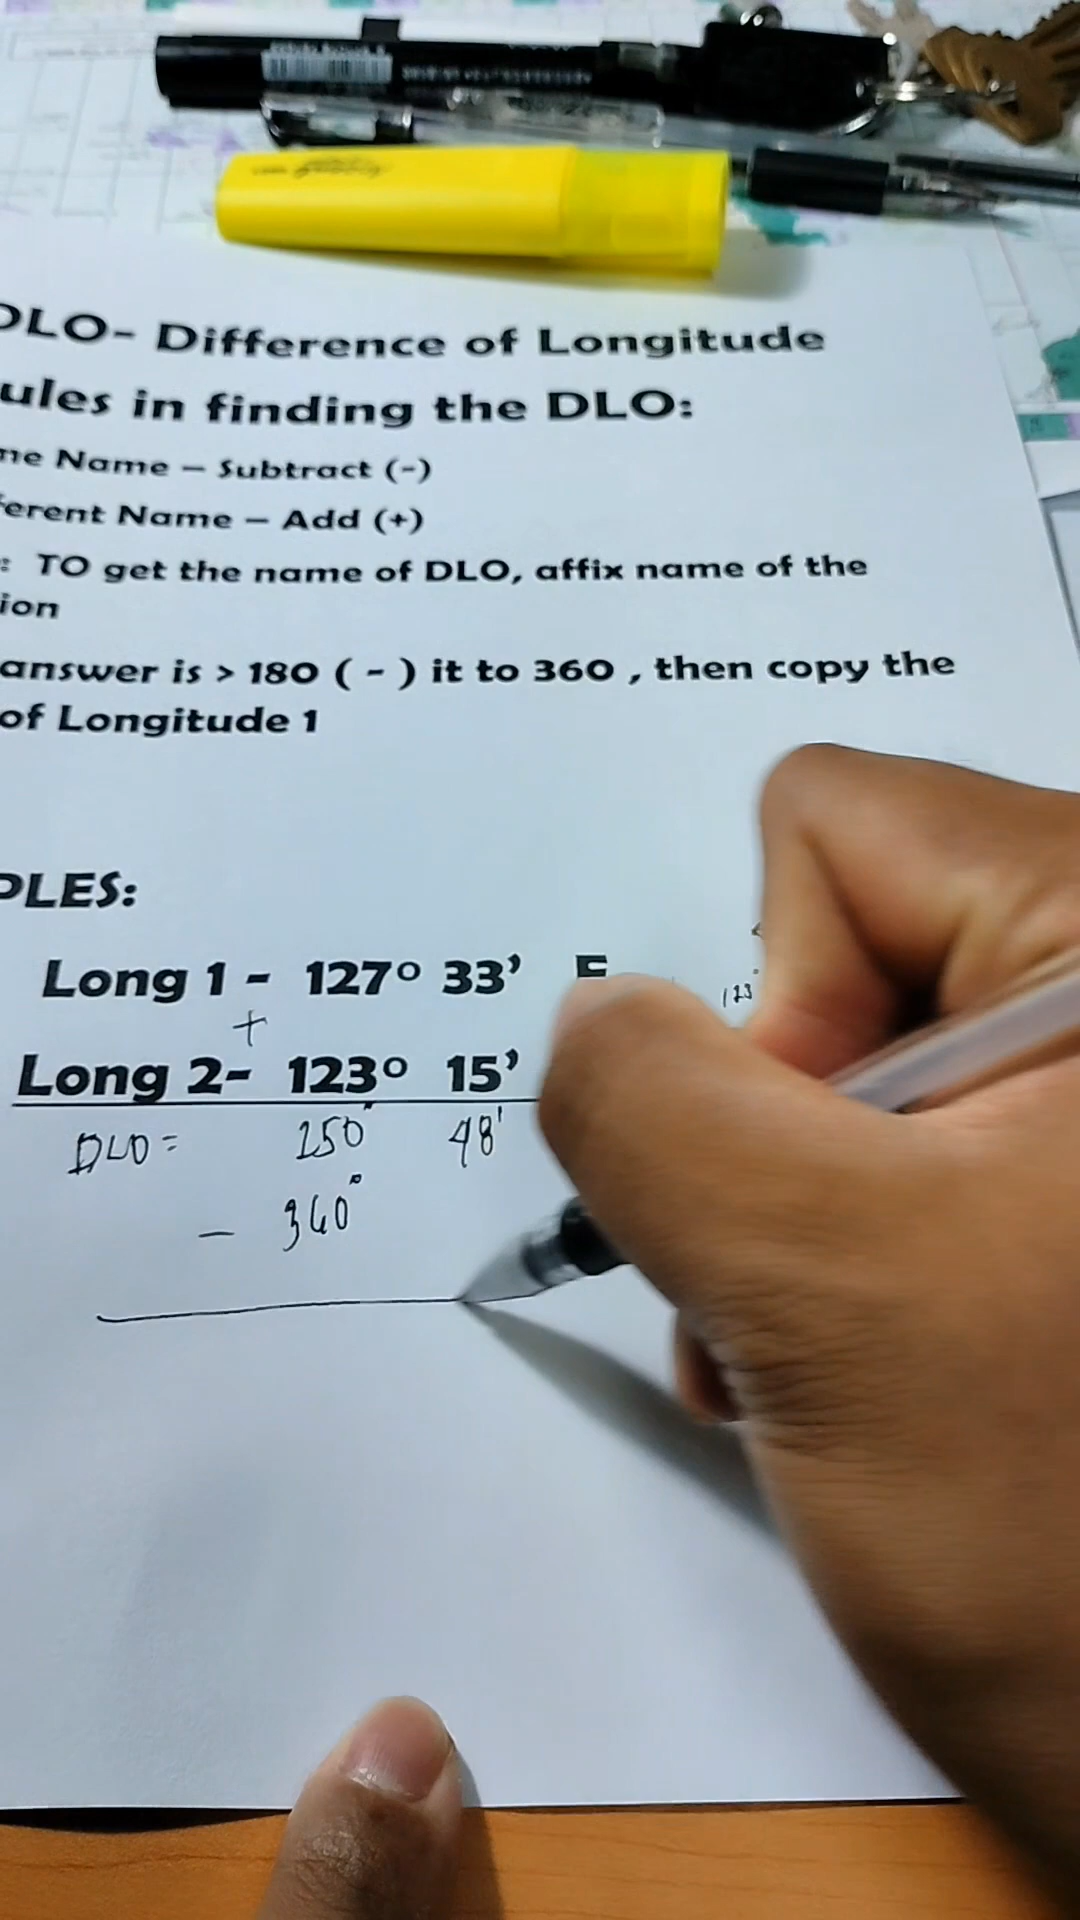 DLO- Difference of Longitude
ules in finding the DLO:
me Name – Subtract (-)
ferent Name – Add (+)
: TO get the name of DLO, affix name of the
ion
answer is > 180 ( - ) it to 360 , then copy the
of Longitude 1
PLES:
Long 1 - 127° 33’ E
123°
+
Long 2- 123° 15’
DLO = 250° 48'
- 360°